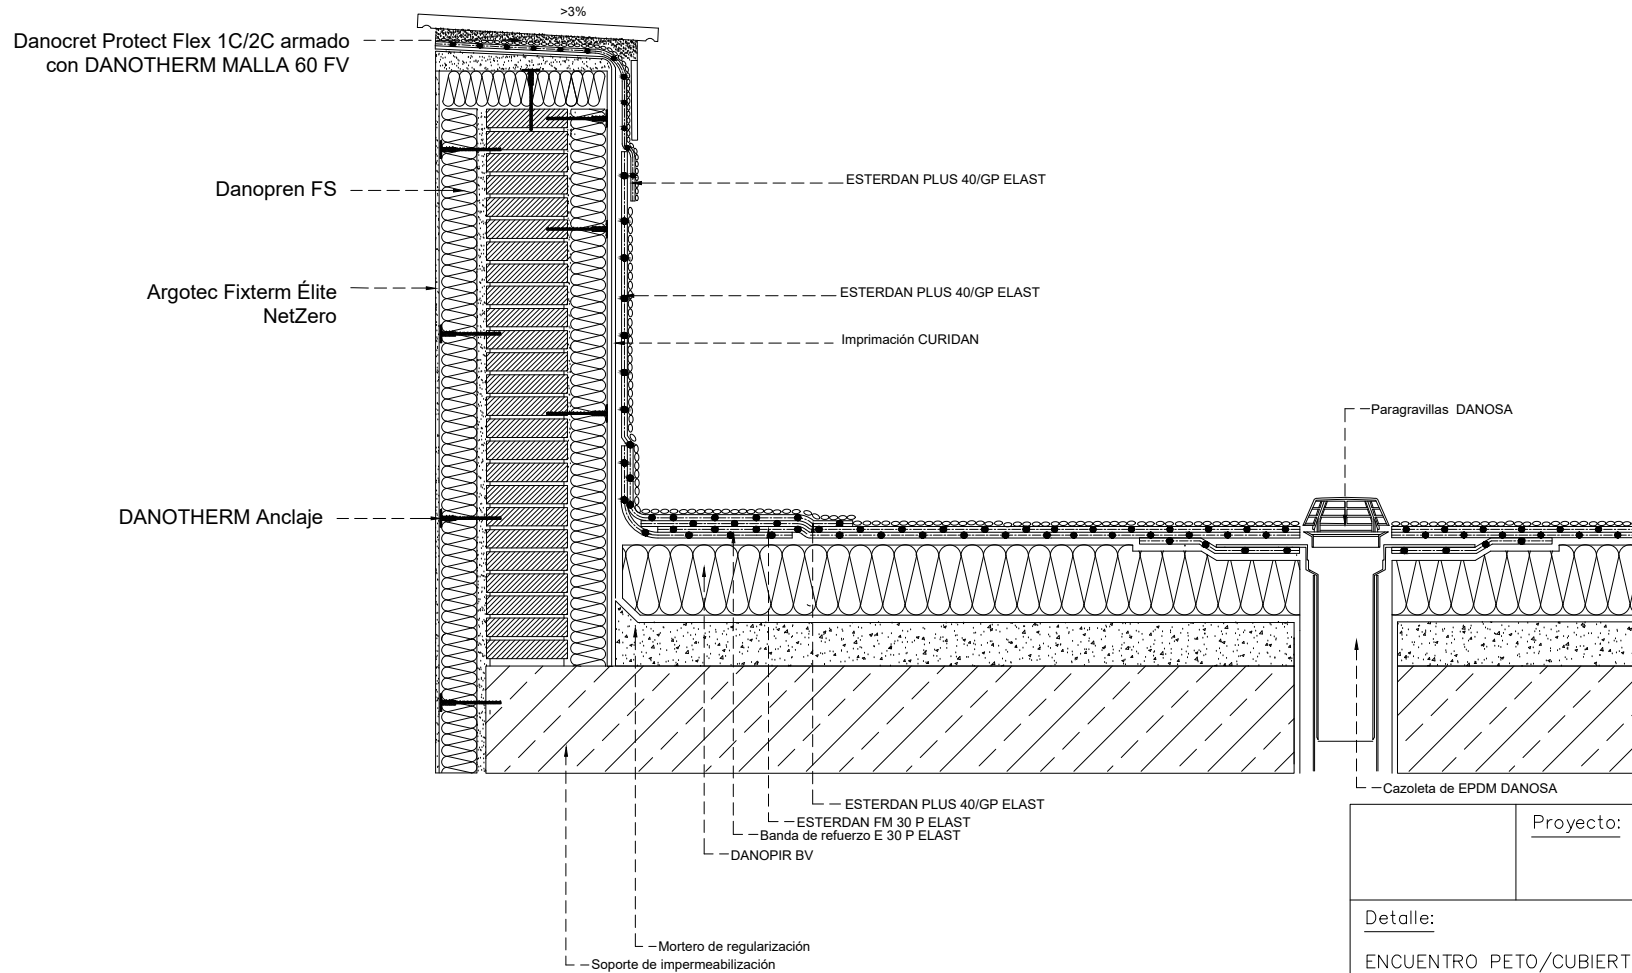 >3%
Danocret Protect Flex 1C/2C armado
con DANOTHERM MALLA 60 FV
Danopren FS
ESTERDAN PLUS 40/GP ELAST
Argotec Fixterm Élite
NetZero
ESTERDAN PLUS 40/GP ELAST
Imprimación CURIDAN
Paragravillas DANOSA
DANOTHERM Anclaje
Cazoleta de EPDM DANOSA
ESTERDAN PLUS 40/GP ELAST
ESTERDAN FM 30 P ELAST
Banda de refuerzo E 30 P ELAST
DANOPIR BV
Mortero de regularización
Soporte de impermeabilización
Proyecto:
Detalle:
ENCUENTRO PETO/CUBIERT